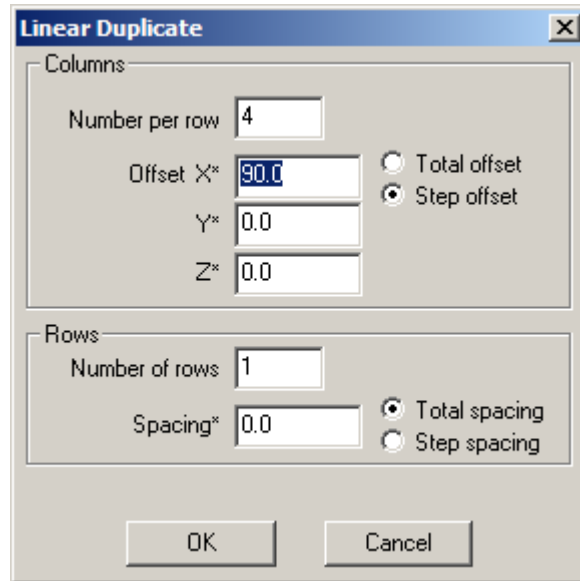 Linear Duplicate
Columns
Number per row 4
Offset X* 90.0
Total offset
Step offset
Y* 0.0
Z* 0.0
Rows
Number of rows 1
Spacing* 0.0
Total spacing
Step spacing
OK Cancel